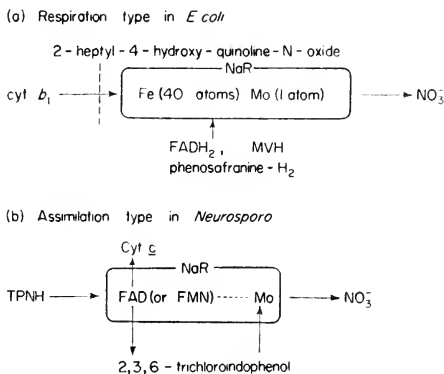 (a) Respiration type in E coli
2 - heptyl - 4 - hydroxy - quinoline - N - oxide
NaR
cyt b₁ Fe (40 atoms) Mo (1 atom) NO₃⁻
FADH₂, MVH
phenosafranine - H₂
(b) Assimilation type in Neurosporo
Cyt c
NaR
TPNH FAD (or FMN) ------ Mo NO₃⁻
2,3,6 - trichloroindophenol